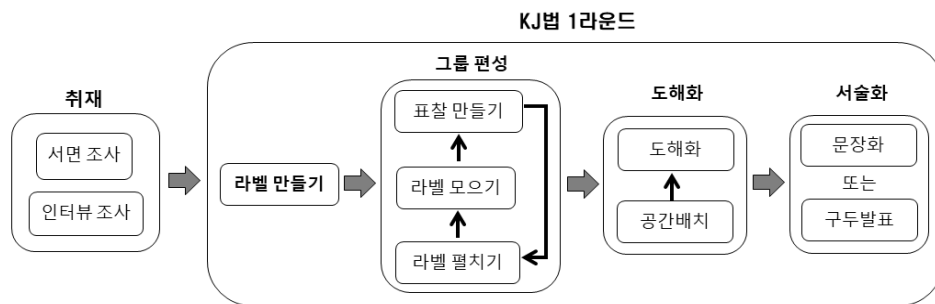 KJ법 1라운드
취재
서면 조사
인터뷰 조사
라벨 만들기
그룹 편성
표찰 만들기
라벨 모으기
라벨 펼치기
도해화
도해화
공간배치
서술화
문장화
또는
구두발표